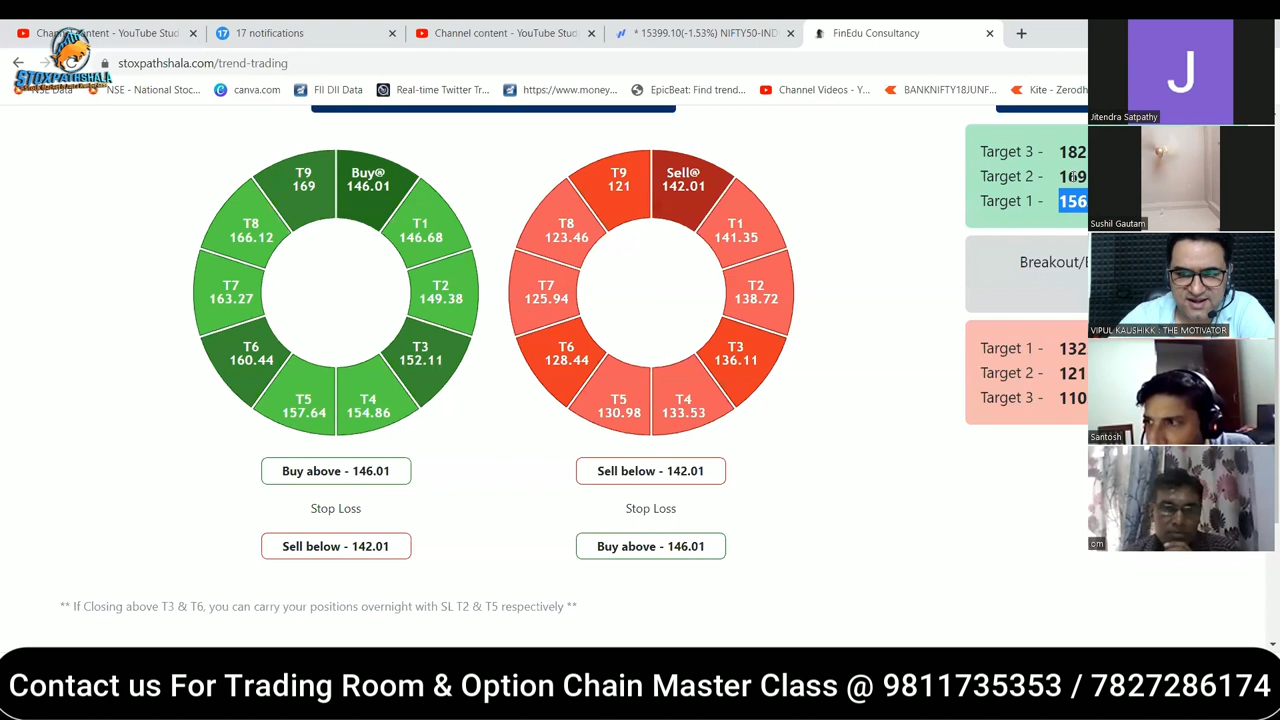 Channel content - YouTube Stud
17 notifications
Channel content - YouTube Stud
* 15399.10(-1.53%) NIFTY50-IND
FinEdu Consultancy
STOXPATHSHALA
stoxpathshala.com/trend-trading
NSE Data
NSE - National Stoc...
canva.com
FII DII Data
Real-time Twitter Tr...
https://www.money...
EpicBeat: Find trend...
Channel Videos - Y...
BANKNIFTY18JUNF...
Kite - Zerodh
T9
169
Buy@
146.01
T8
166.12
T1
146.68
T7
163.27
T2
149.38
T6
160.44
T3
152.11
T5
157.64
T4
154.86
T9
121
Sell@
142.01
T8
123.46
T1
141.35
T7
125.94
T2
138.72
T6
128.44
T3
136.11
T5
130.98
T4
133.53
Target 3 - 182
Target 2 - 169
Target 1 - 156
Breakout/B
Target 1 - 132
Target 2 - 121
Target 3 - 110
Buy above - 146.01
Stop Loss
Sell below - 142.01
Sell below - 142.01
Stop Loss
Buy above - 146.01
** If Closing above T3 & T6, you can carry your positions overnight with SL T2 & T5 respectively **
J
Jitendra Satpathy
Sushil Gautam
VIPUL KAUSHIKK : THE MOTIVATOR
Santosh
om
Contact us For Trading Room & Option Chain Master Class @ 9811735353 / 7827286174